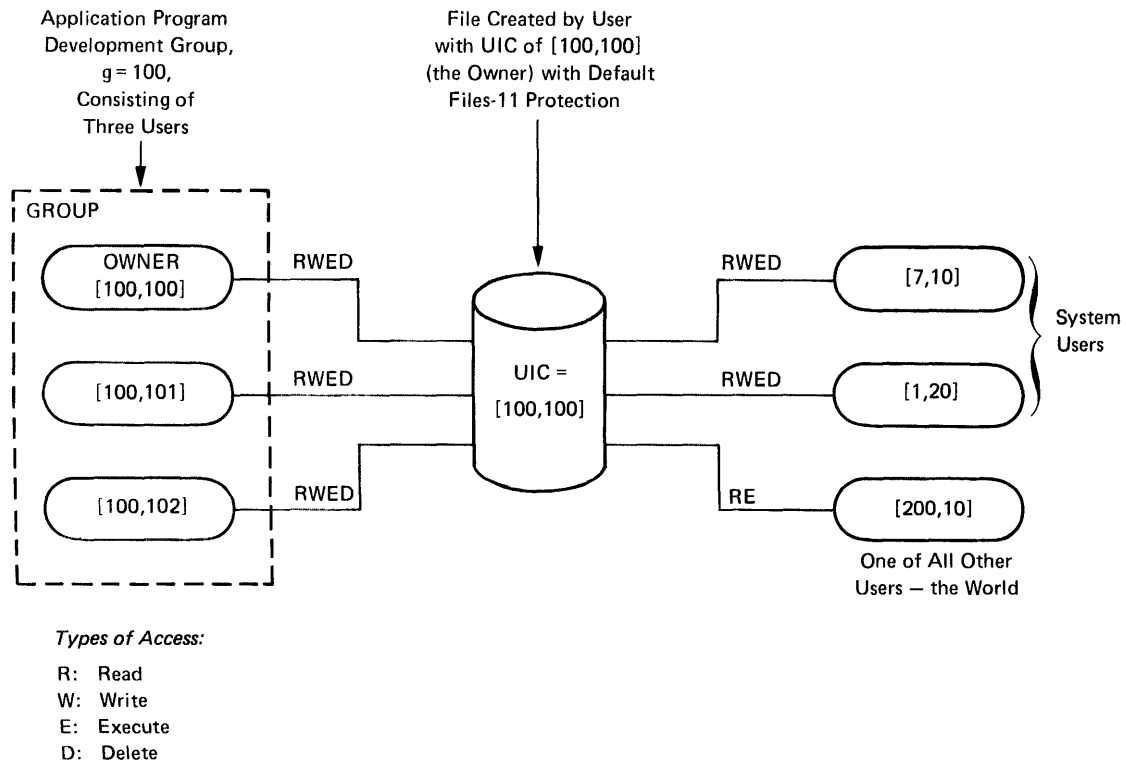 Application Program
Development Group,
g = 100,
Consisting of
Three Users
File Created by User
with UIC of [100,100]
(the Owner) with Default
Files-11 Protection
GROUP
OWNER
[100,100]
RWED
[100,101]
RWED
[100,102]
RWED
UIC =
[100,100]
RWED
[7,10]
RWED
[1,20]
System
Users
RE
[200,10]
One of All Other
Users — the World
Types of Access:
R: Read
W: Write
E: Execute
D: Delete